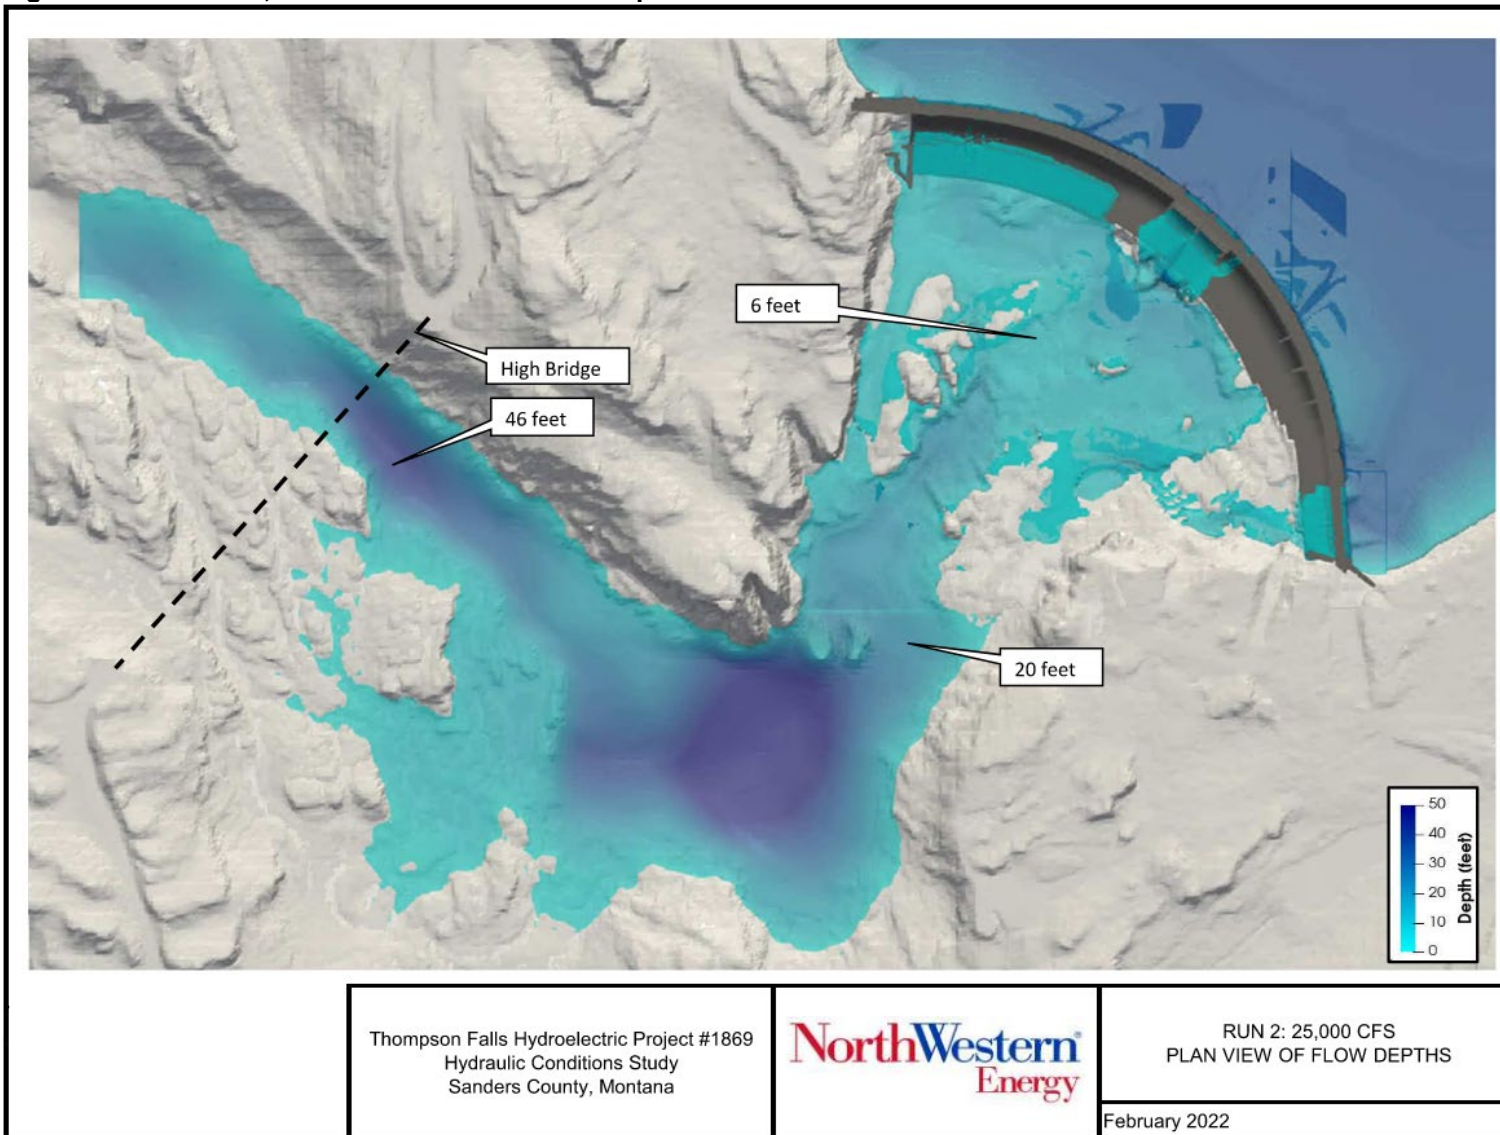 6 feet
High Bridge
46 feet
20 feet
50
40
30
20
10
0
Depth (feet)
Thompson Falls Hydroelectric Project #1869
Hydraulic Conditions Study
Sanders County, Montana
NorthWestern®
Energy
RUN 2: 25,000 CFS
PLAN VIEW OF FLOW DEPTHS
February 2022